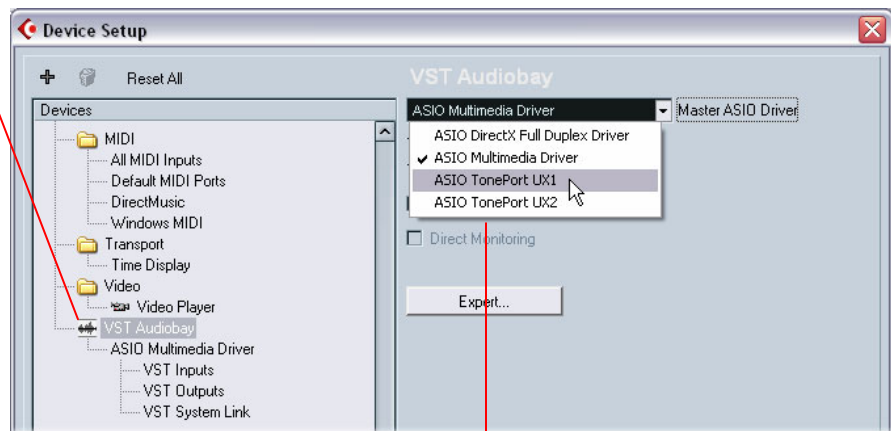 Device Setup
Reset All
Devices
MIDI
All MIDI Inputs
Default MIDI Ports
DirectMusic
Windows MIDI
Transport
Time Display
Video
Video Player
VST Audiobay
ASIO Multimedia Driver
VST Inputs
VST Outputs
VST System Link
VST Audiobay
ASIO Multimedia Driver
Master ASIO Driver
ASIO DirectX Full Duplex Driver
ASIO Multimedia Driver
ASIO TonePort UX1
ASIO TonePort UX2
Direct Monitoring
Expert...